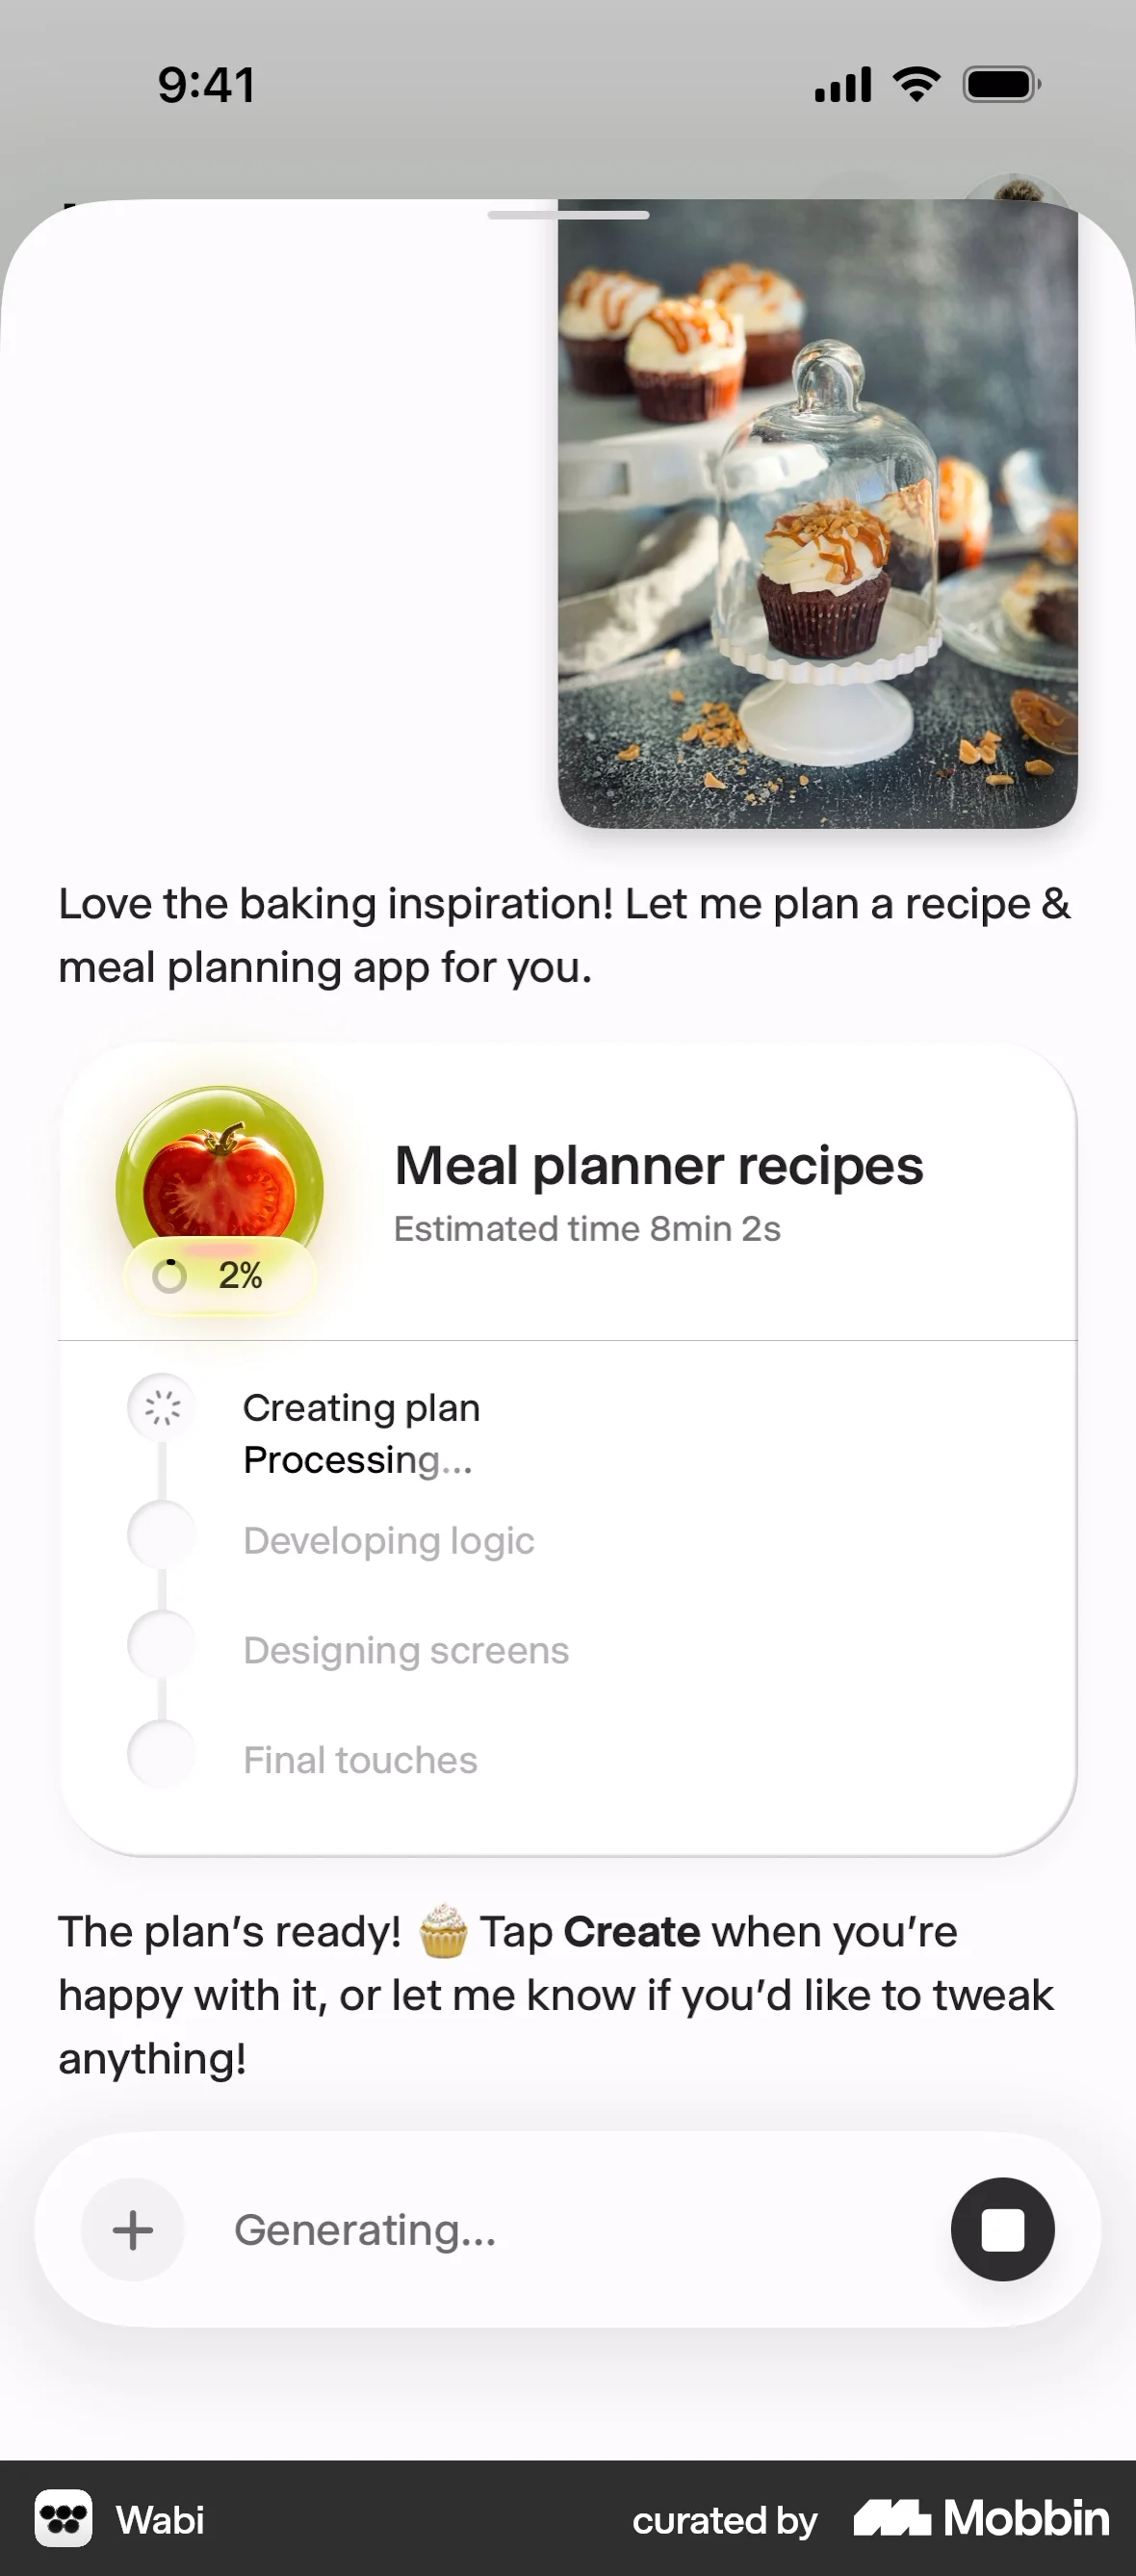 9:41
Love the baking inspiration! Let me plan a recipe &
meal planning app for you.
Meal planner recipes
Estimated time 8min 2s
2%
Creating plan
Processing...
Developing logic
Designing screens
Final touches
The plan’s ready! 🧁 Tap Create when you’re
happy with it, or let me know if you’d like to tweak
anything!
Generating...
Wabi
curated by Mobbin